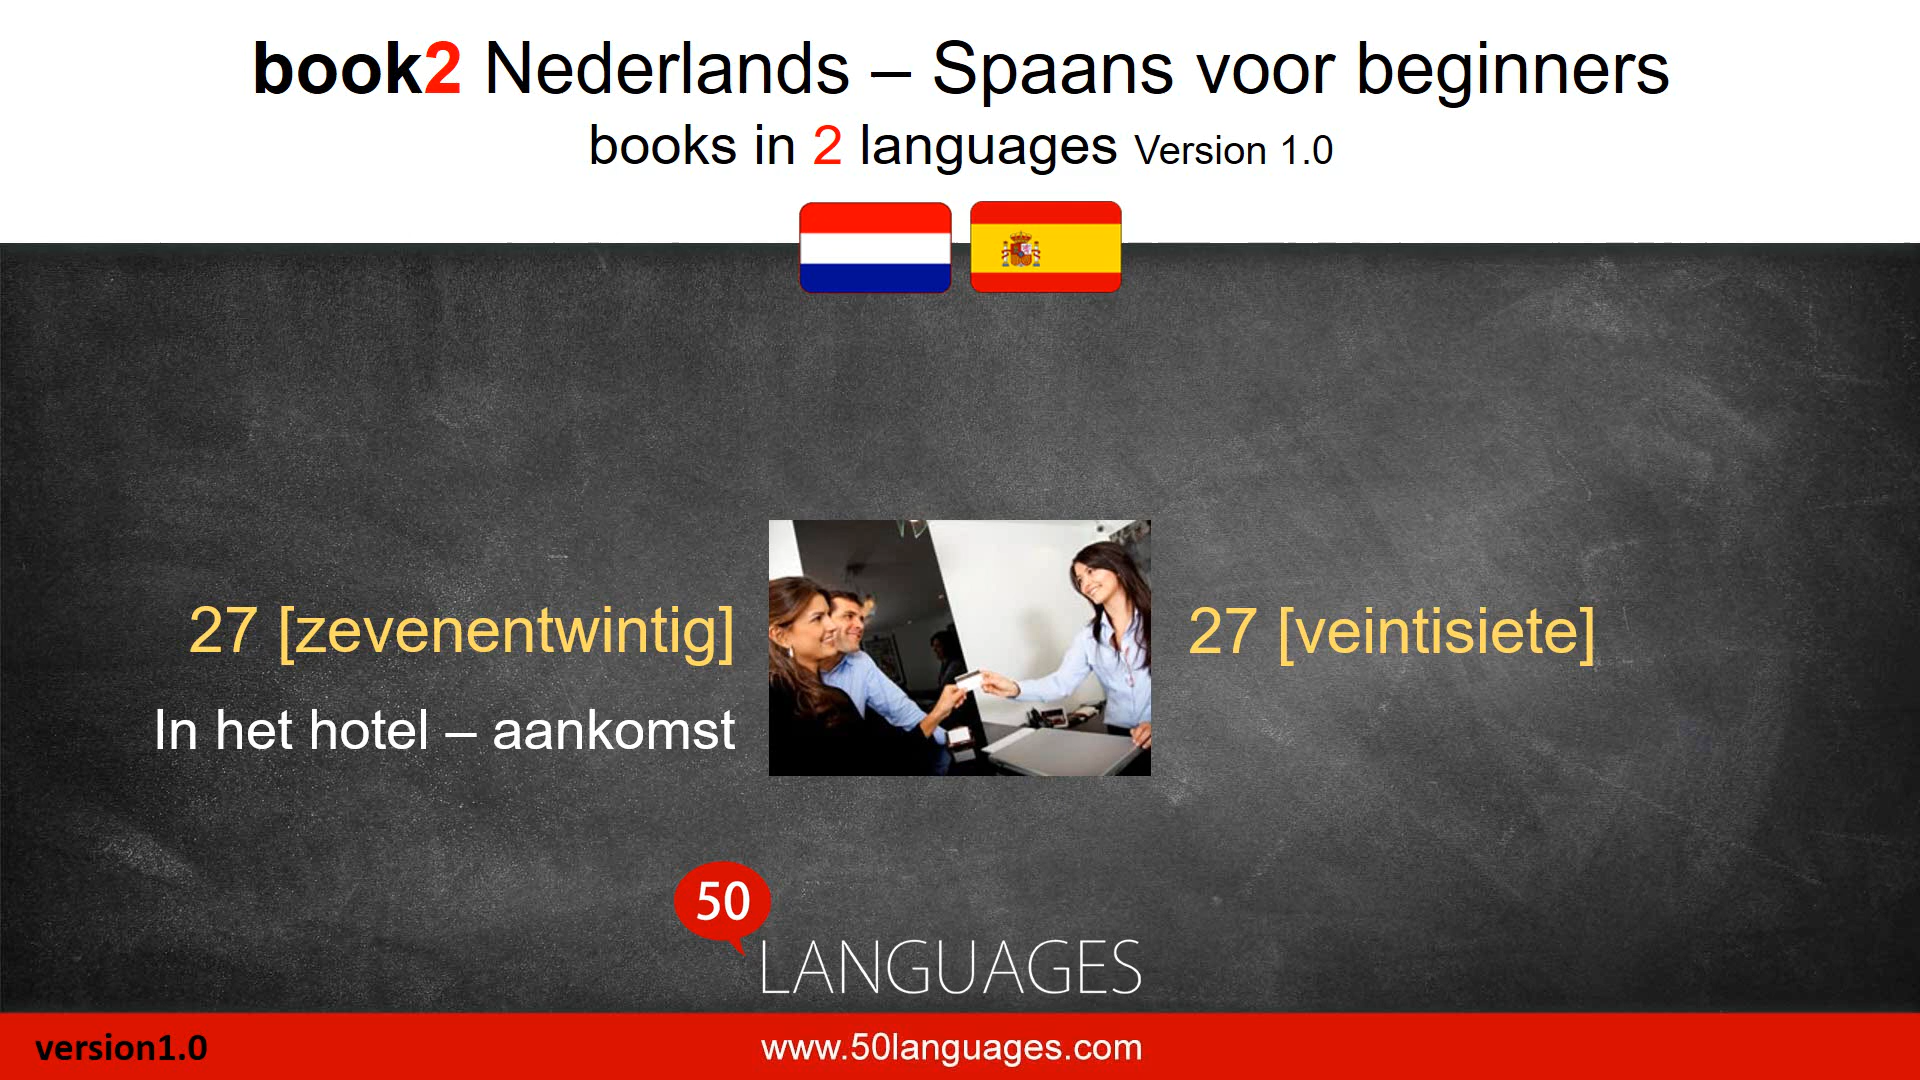 book2 Nederlands – Spaans voor beginners
books in 2 languages Version 1.0
27 [zevenentwintig]
In het hotel – aankomst
27 [veintisiete]
50
LANGUAGES
version1.0
www.50languages.com